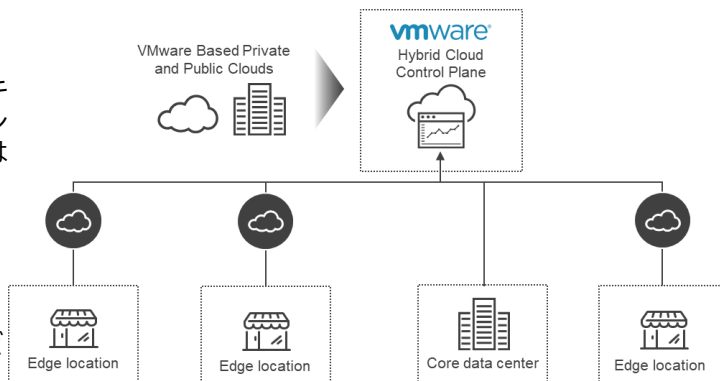 vmware®
VMware Based Private
and Public Clouds
Hybrid Cloud
Control Plane
は
Edge location
Edge location
Core data center
Edge location